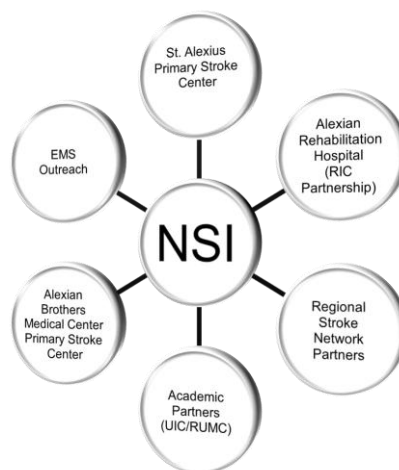 St. Alexius
Primary Stroke
Center
Alexian
Rehabilitation
Hospital
(RIC
Partnership)
EMS
Outreach
NSI
Alexian
Brothers
Medical Center
Primary Stroke
Center
Regional
Stroke
Network
Partners
Academic
Partners
(UIC/RUMC)